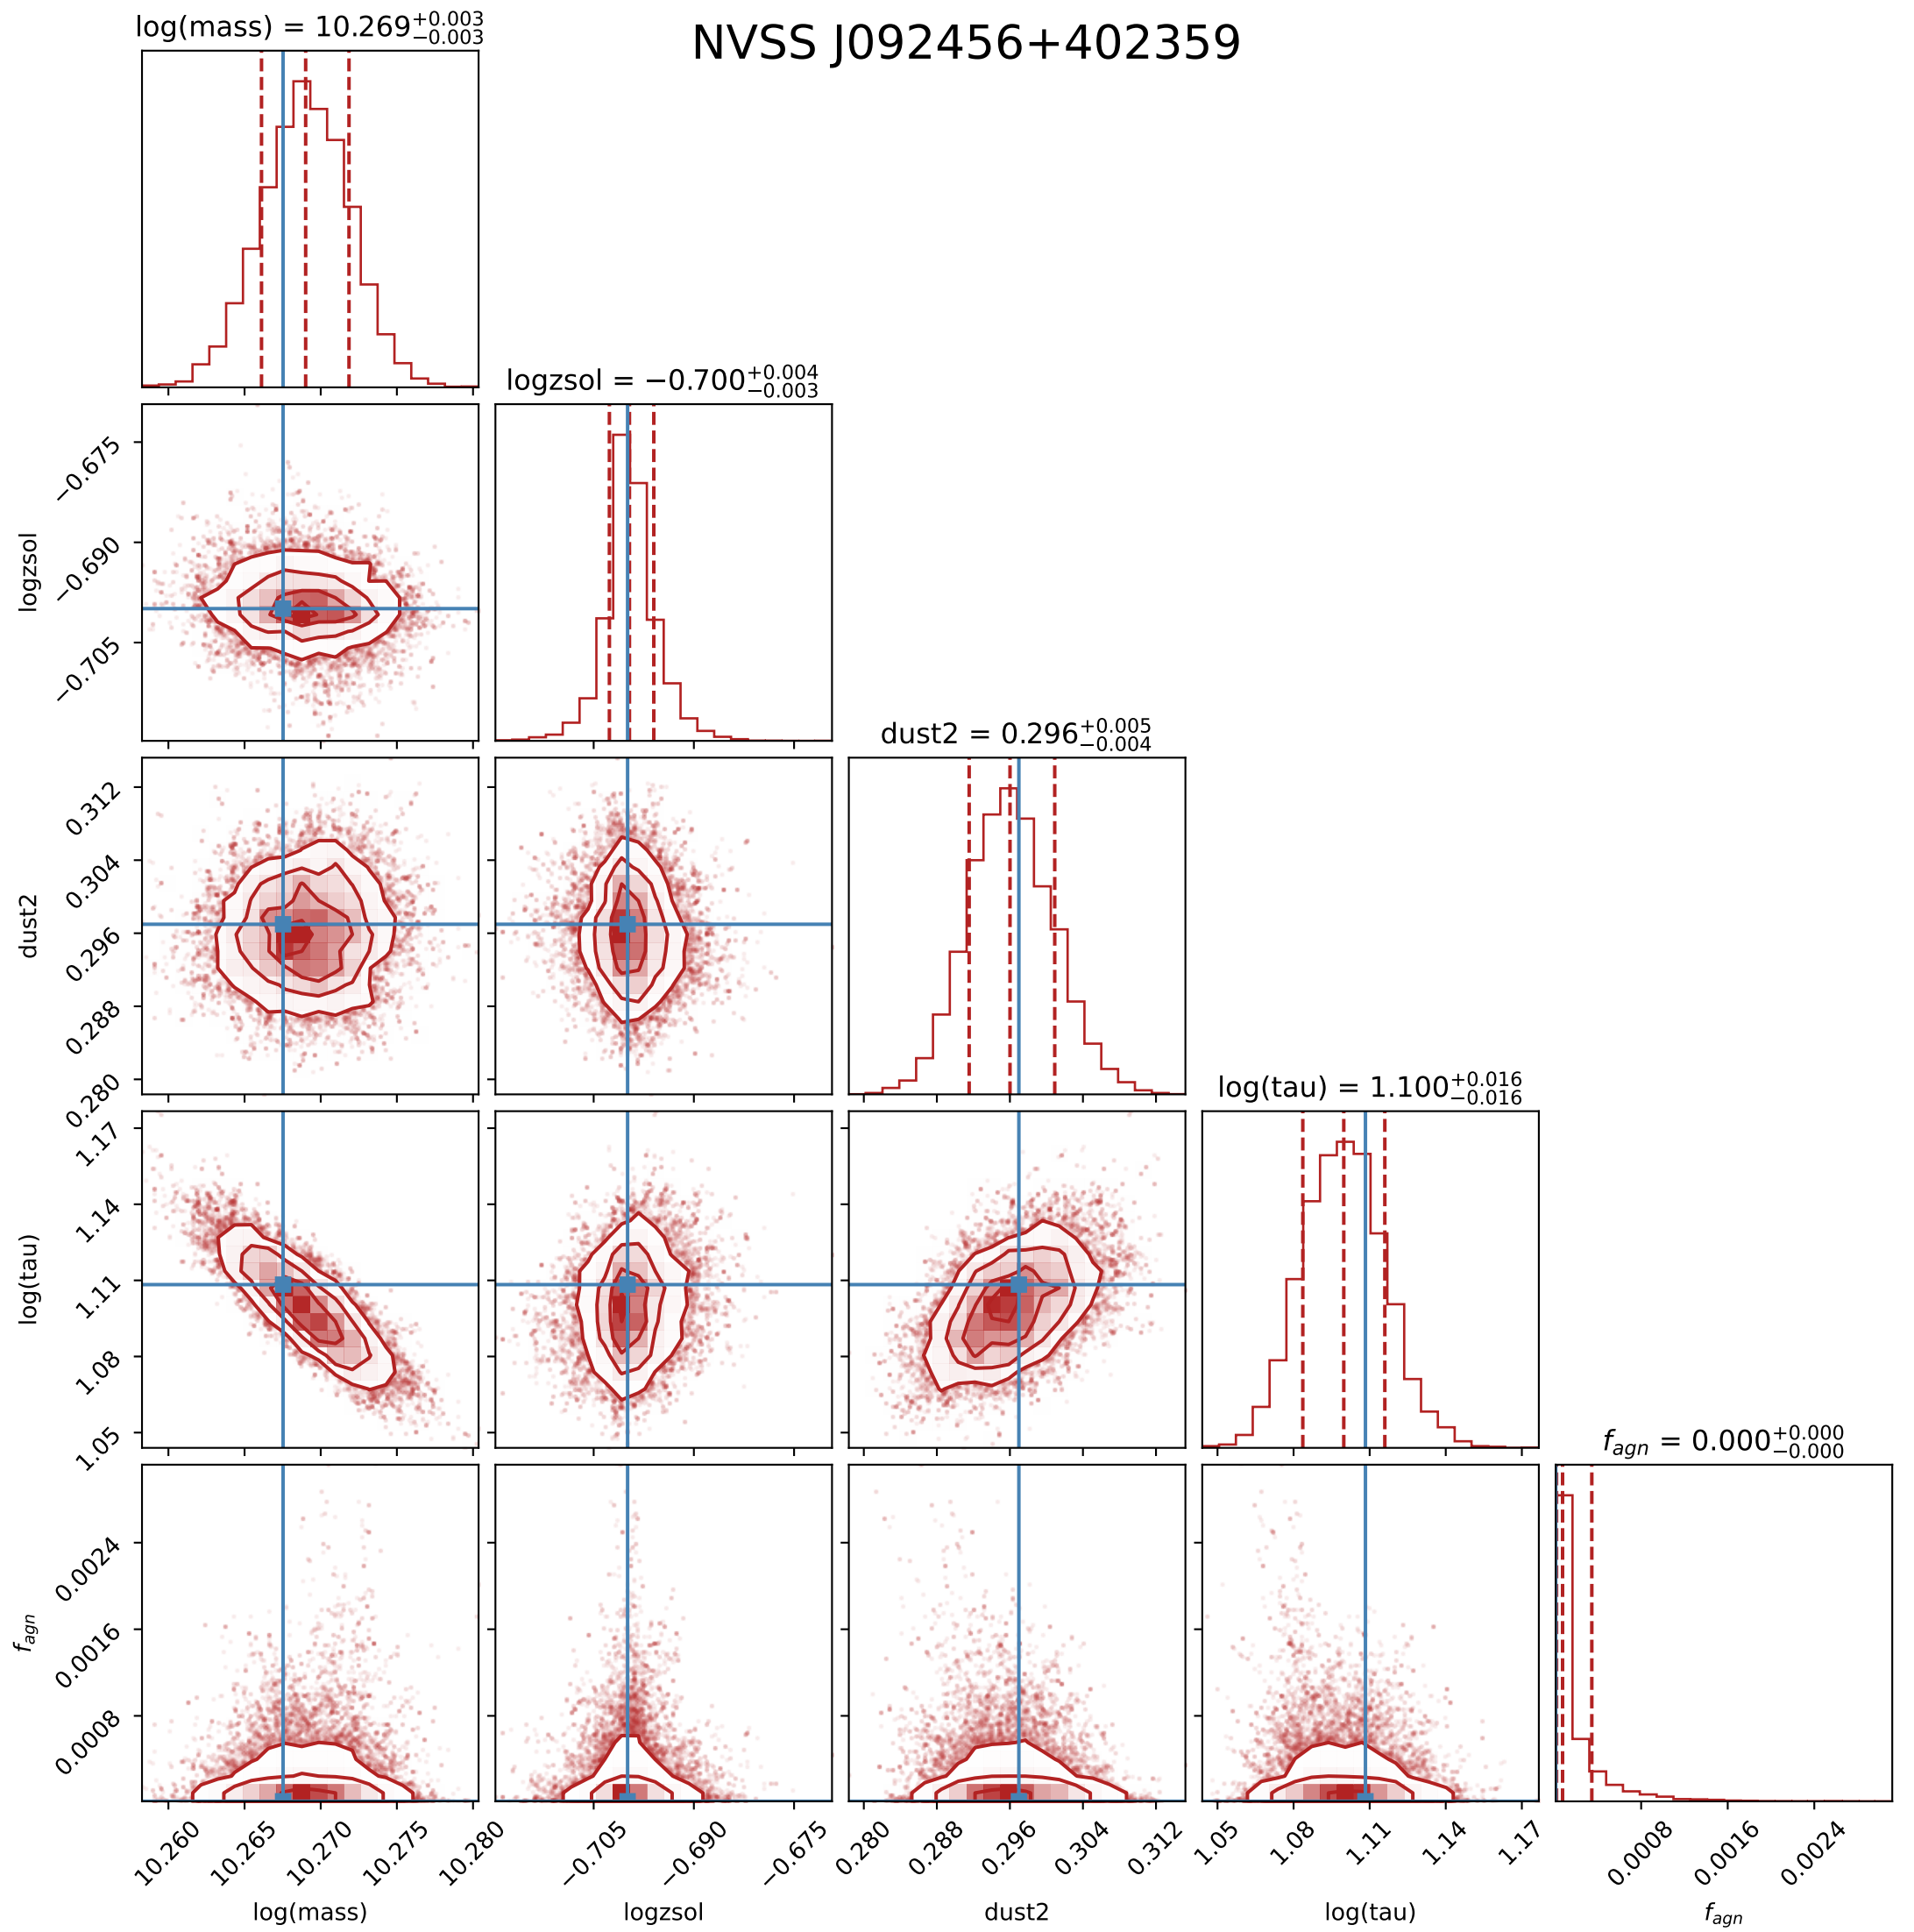 NVSS J092456+402359
log(mass) = 10.269+0.003−0.003
logzsol = −0.700+0.004−0.003
−0.675
−0.690
−0.705
logzsol
dust2 = 0.296+0.005−0.004
0.312
0.304
0.296
0.288
0.280
dust2
log(tau) = 1.100+0.016−0.016
1.17
1.14
1.11
1.08
1.05
log(tau)
fagn = 0.000+0.000−0.000
0.0024
0.0016
0.0008
fagn
10.260 10.265 10.270 10.275 10.280 −0.705 −0.690 −0.675 0.280 0.288 0.296 0.304 0.312 1.05 1.08 1.11 1.14 1.17 0.0008 0.0016 0.0024
log(mass) logzsol dust2 log(tau) fagn